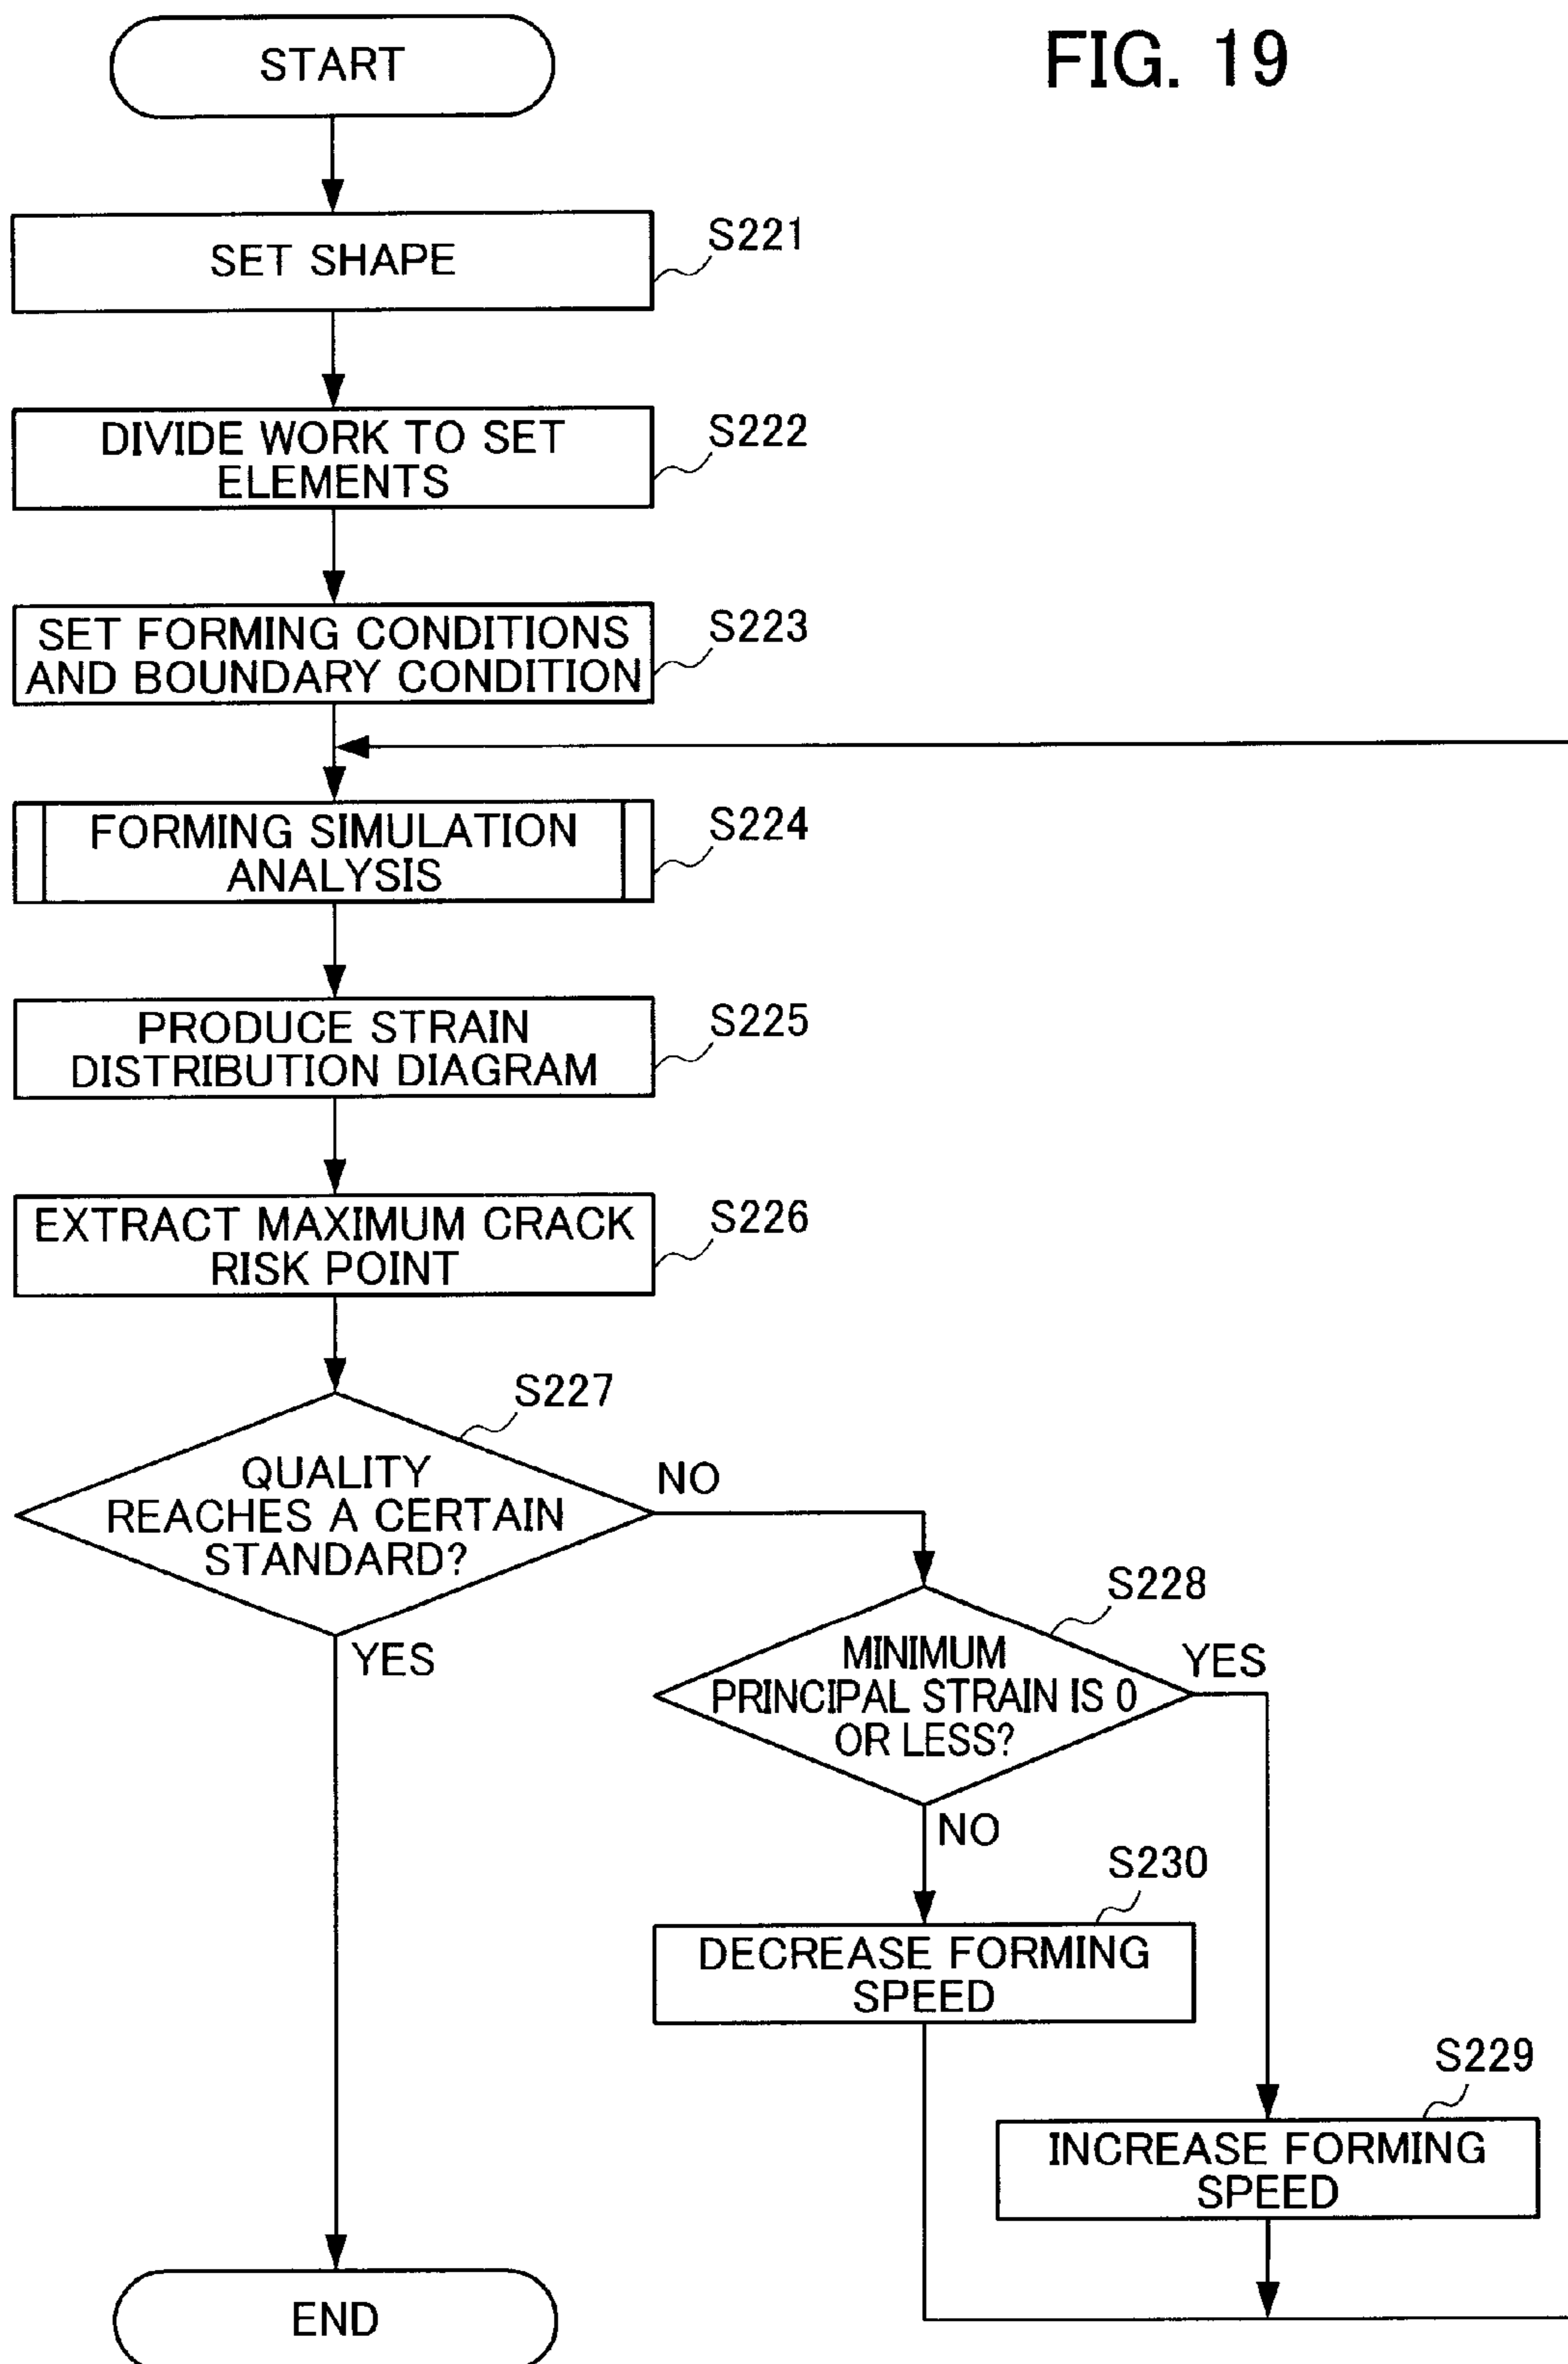 FIG. 19
START
SET SHAPE
S221
DIVIDE WORK TO SET
ELEMENTS
S222
SET FORMING CONDITIONS
AND BOUNDARY CONDITION
S223
FORMING SIMULATION
ANALYSIS
S224
PRODUCE STRAIN
DISTRIBUTION DIAGRAM
S225
EXTRACT MAXIMUM CRACK
RISK POINT
S226
S227
QUALITY
REACHES A CERTAIN
STANDARD?
NO
YES
S228
MINIMUM
PRINCIPAL STRAIN IS 0
OR LESS?
YES
NO
S230
DECREASE FORMING
SPEED
S229
INCREASE FORMING
SPEED
END